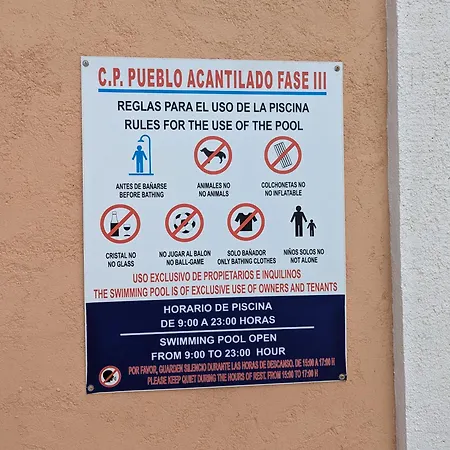 C.P. PUEBLO ACANTILADO FASE III
REGLAS PARA EL USO DE LA PISCINA
RULES FOR THE USE OF THE POOL
ANTES DE BAÑARSE
BEFORE BATHING
ANIMALES NO
NO ANIMALS
COLCHONETAS NO
NO INFLATABLE
CRISTAL NO
NO GLASS
NO JUGAR AL BALON
NO BALL-GAME
SOLO BAÑADOR
ONLY BATHING CLOTHES
NIÑOS SOLOS NO
NOT ALONE
USO EXCLUSIVO DE PROPIETARIOS E INQUILINOS
THE SWIMMING POOL IS OF EXCLUSIVE USE OF OWNERS AND TENANTS
HORARIO DE PISCINA
DE 9:00 A 23:00 HORAS
SWIMMING POOL OPEN
FROM 9:00 TO 23:00 HOUR
POR FAVOR, GUARDEN SILENCIO DURANTE LAS HORAS DE DESCANSO, DE 15:00 A 17:00 H
PLEASE KEEP QUIET DURING THE HOURS OF REST, FROM 15:00 TO 17:00 H